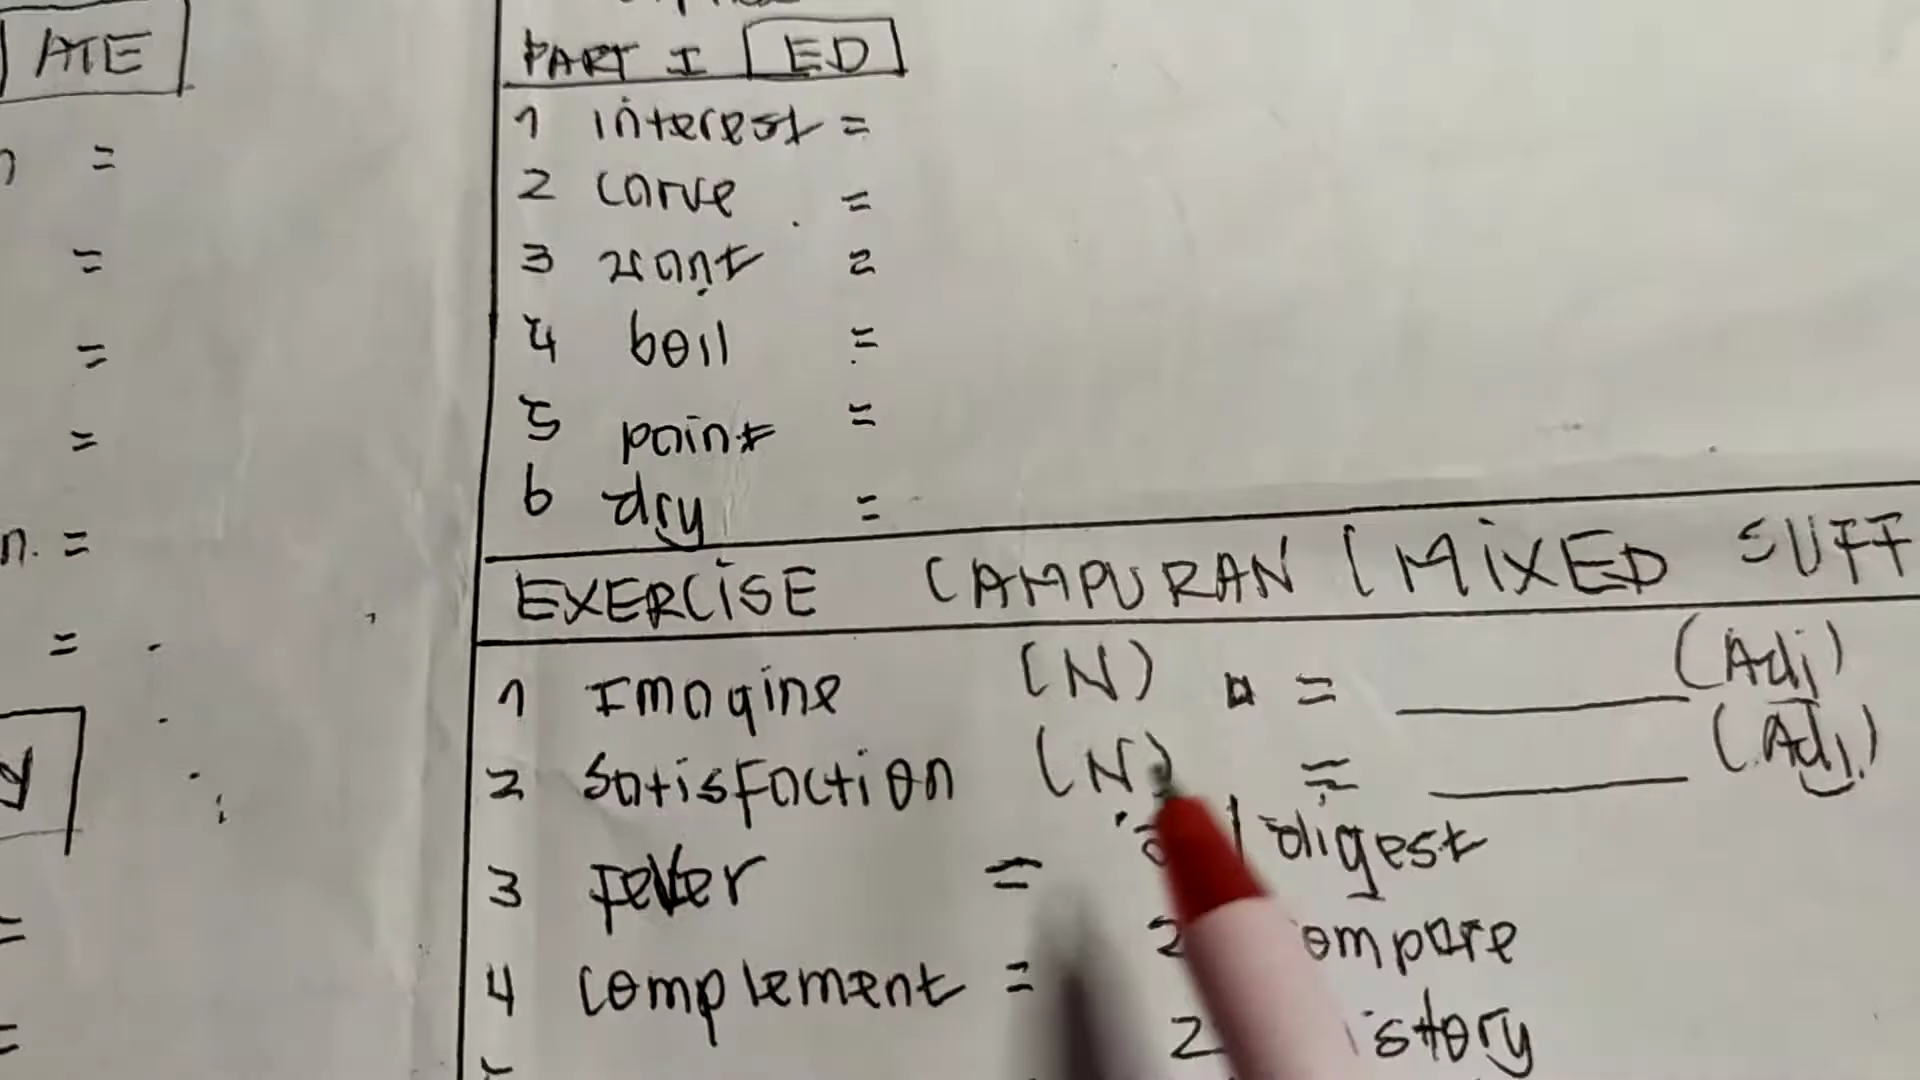 ATE
=
=
=
=
n. =
=
y
=
=
PART I ED
1 interest =
2 carve =
3 want =
4 boil =
5 paint =
6 dry =
EXERCISE CAMPURAN (MIXED SUFF
1 Imagine (N) = (Adj)
2 Satisfaction (N) = (Adj.)
3 Fever =
4 Complement =
digest
ompare
istory